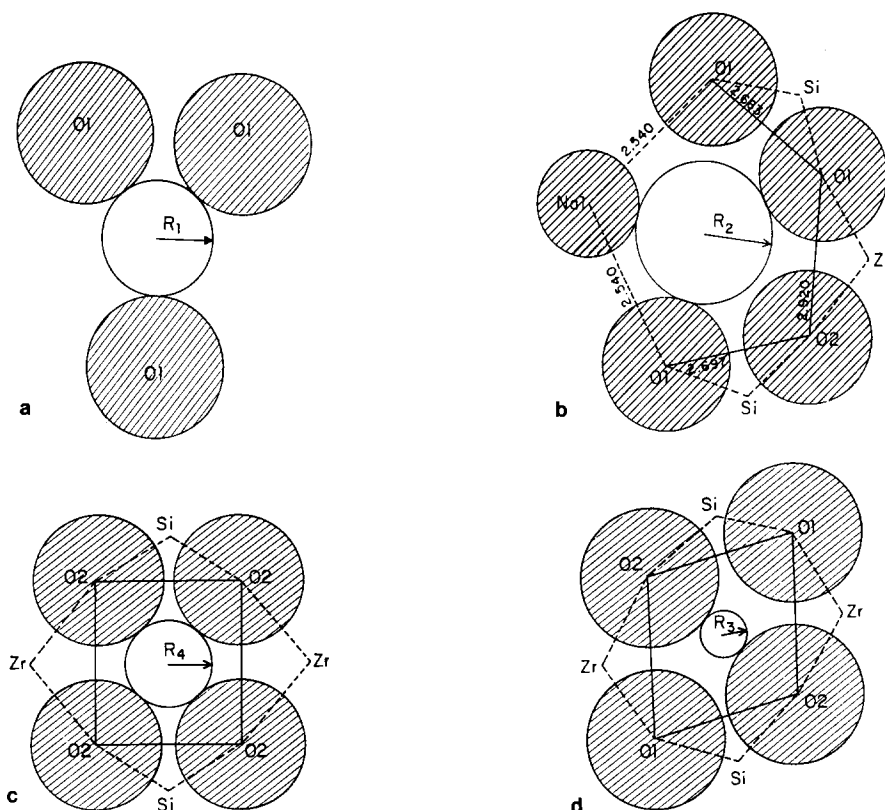 O1
O1
R1
O1
a
O1
Si
2.683
2.540
O1
Na1
R2
Z
2.540
2.820
O2
2.697
O1
Si
b
Si
O2
O2
R4
Zr
Zr
O2
O2
Si
c
Si
O1
O2
R3
Zr
Zr
O2
O1
Si
d